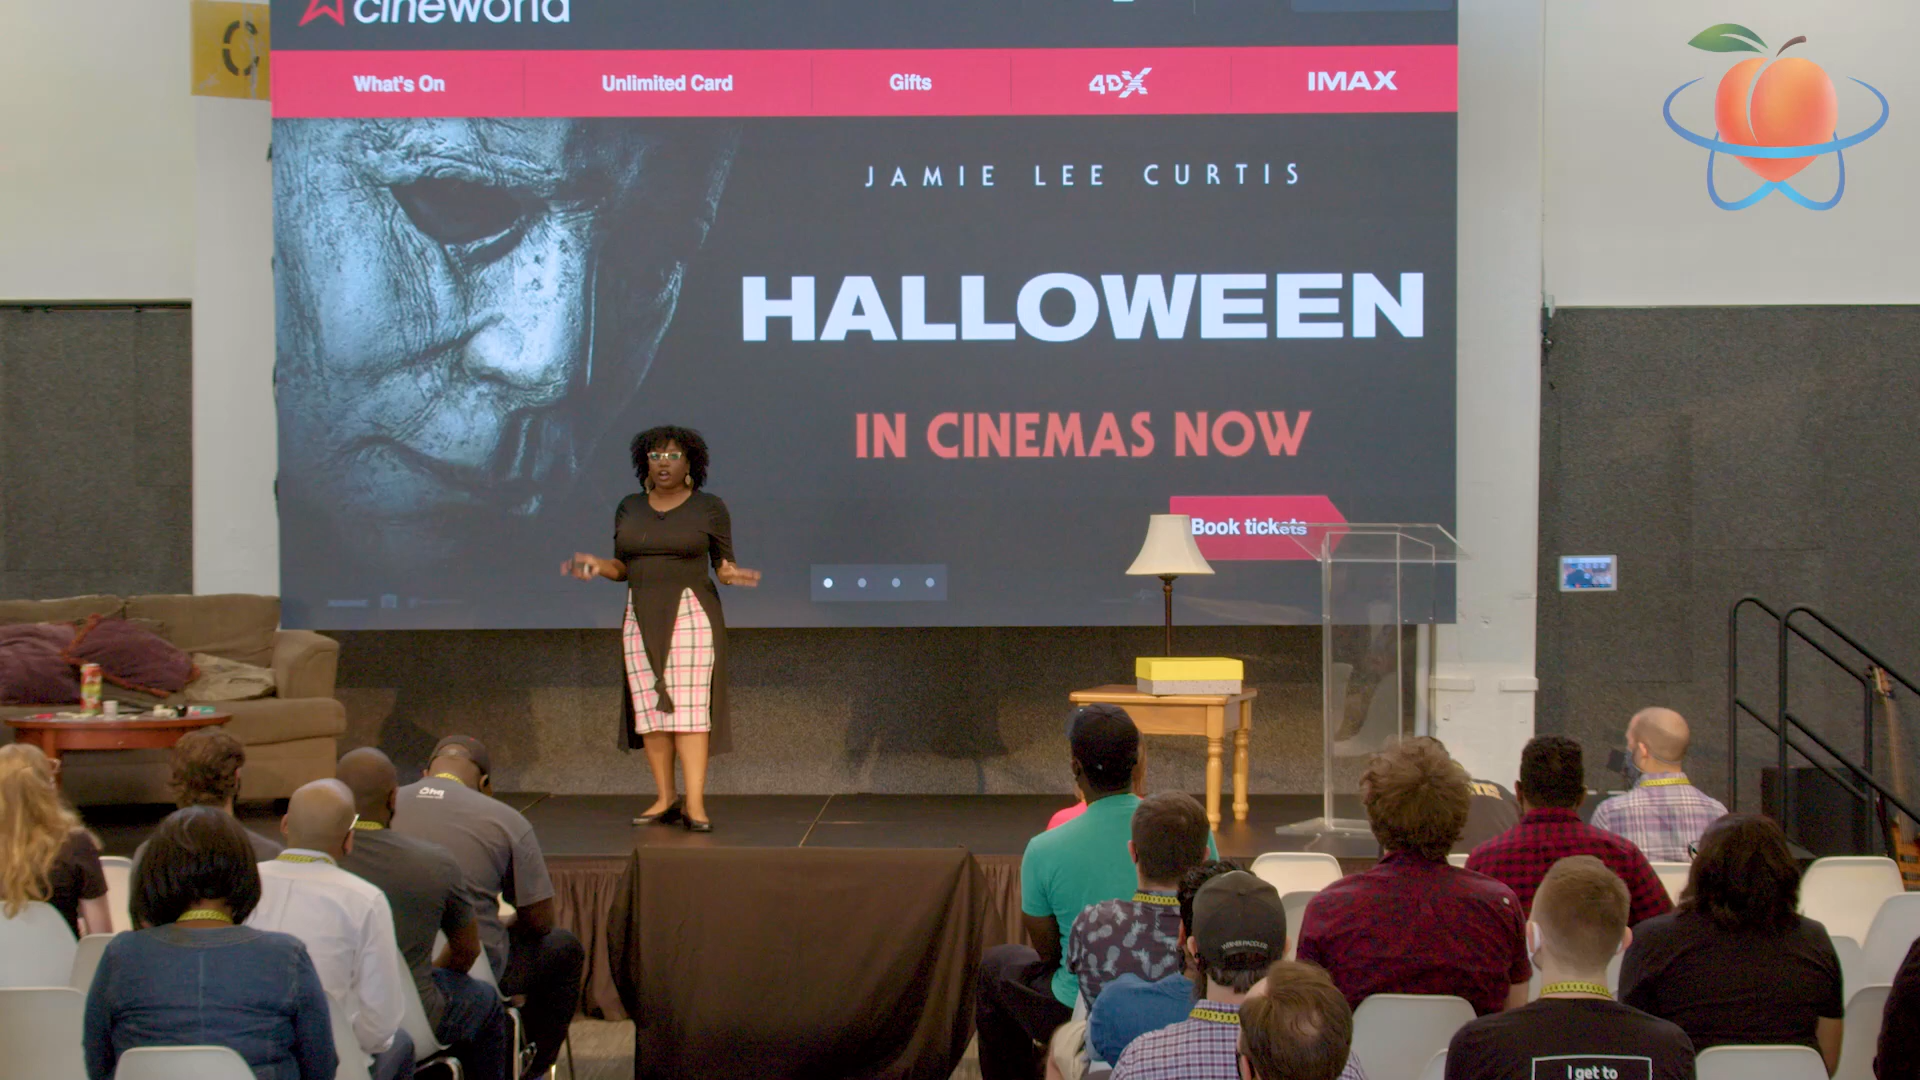 cineworld
What's On
Unlimited Card
Gifts
4DX
IMAX
JAMIE LEE CURTIS
HALLOWEEN
IN CINEMAS NOW
Book tickets
I get to